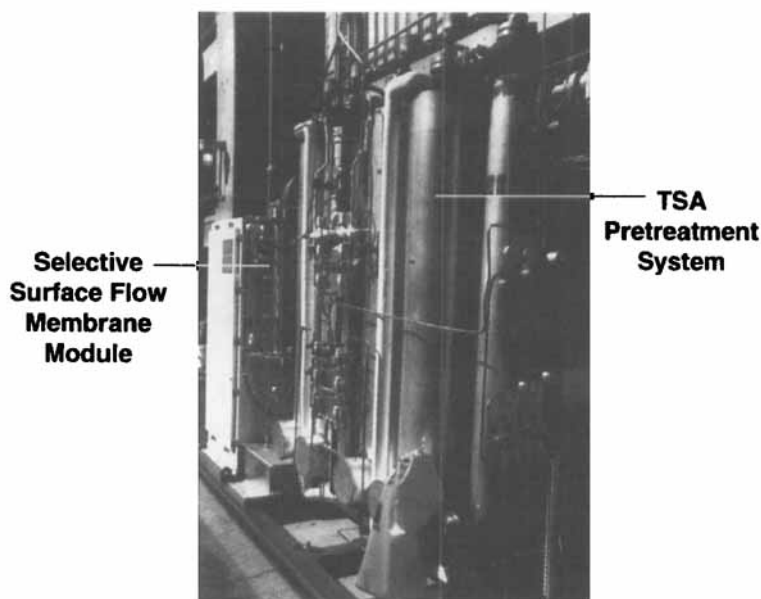 Selective
Surface Flow
Membrane
Module
TSA
Pretreatment
System